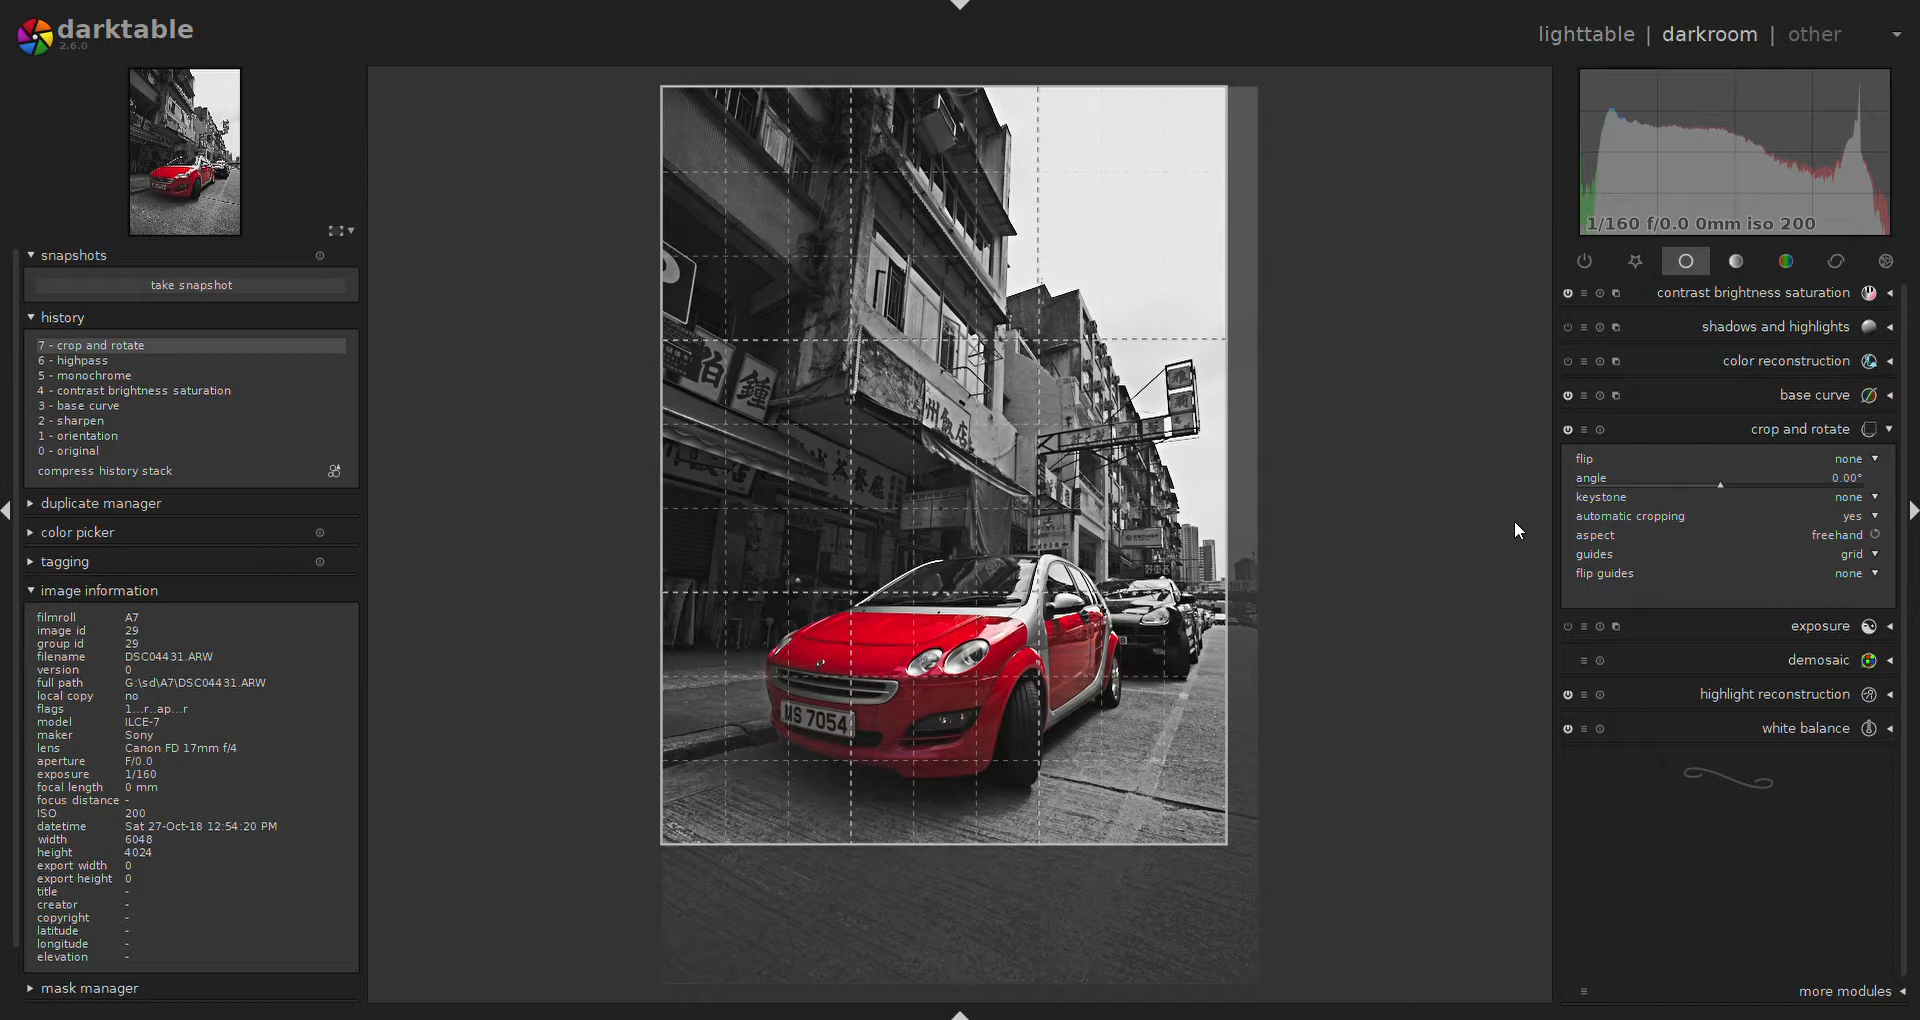 darktable
2.6.0
lighttable | darkroom | other
1/160 f/0.0 0mm iso 200
snapshots
take snapshot
history
7 - crop and rotate
6 - highpass
5 - monochrome
4 - contrast brightness saturation
3 - base curve
2 - sharpen
1 - orientation
0 - original
compress history stack
duplicate manager
color picker
tagging
image information
filmroll A7
image id 29
group id 29
filename DSC04431.ARW
version 0
full path G:\sd\A7\DSC04431.ARW
local copy no
flags 1...r..ap...r
model ILCE-7
maker Sony
lens Canon FD 17mm f/4
aperture F/0.0
exposure 1/160
focal length 0 mm
focus distance -
ISO 200
datetime Sat 27-Oct-18 12:54:20 PM
width 6048
height 4024
export width 0
export height 0
title -
creator -
copyright -
latitude -
longitude -
elevation -
mask manager
鍾
州飯店
茶餐廳
MS 7054
contrast brightness saturation
shadows and highlights
color reconstruction
base curve
crop and rotate
flip none
angle 0.00°
keystone none
automatic cropping yes
aspect freehand
guides grid
flip guides none
exposure
demosaic
highlight reconstruction
white balance
more modules